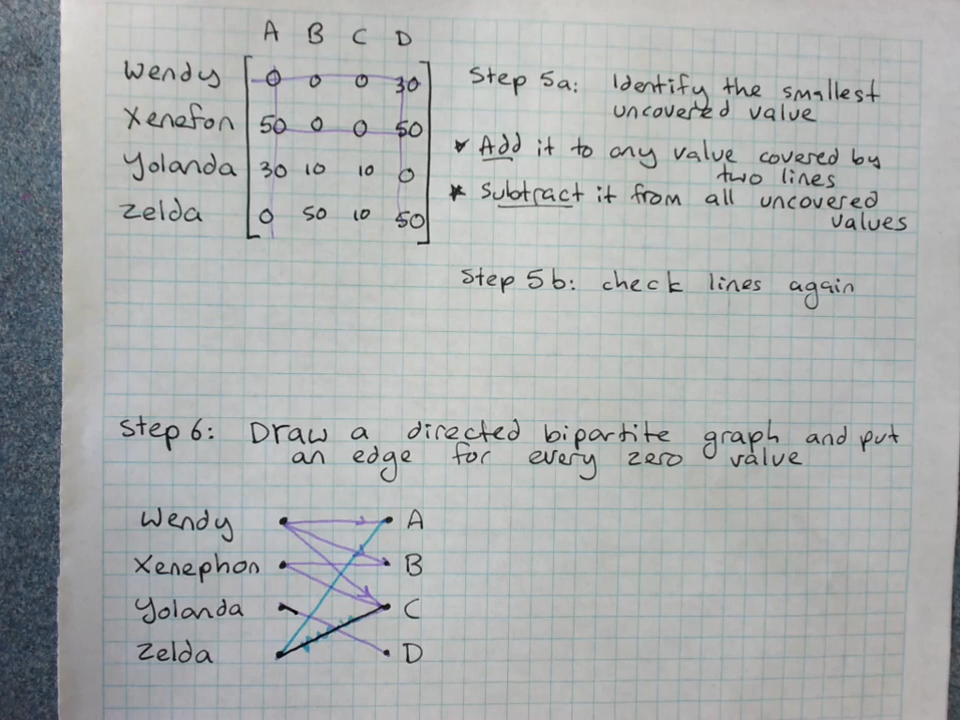 A B C D
Wendy 0 0 0 30
Xenefon 50 0 0 50
Yolanda 30 10 10 0
Zelda 0 50 10 50
Step 5a: Identify the smallest
uncovered value
* Add it to any value covered by
two lines
* Subtract it from all uncovered
values
Step 5b: check lines again
Step 6: Draw a directed bipartite graph and put
an edge for every zero value
Wendy A
Xenephon B
Yolanda C
Zelda D